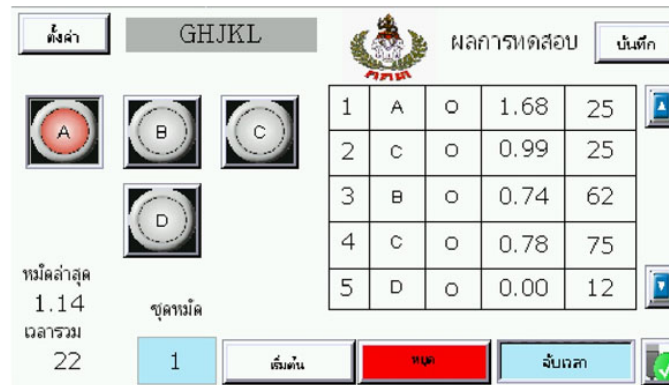 ตั้งค่า
GHJKL
กกท
ผลการทดสอบ
บันทึก
A
B
C
D
1 A O 1.68 25
2 C O 0.99 25
3 B O 0.74 62
4 C O 0.78 75
5 D O 0.00 12
หมัดล่าสุด
1.14
เวลารวม
22
ชุดหมัด
1
เริ่มต้น
หยุด
จับเวลา